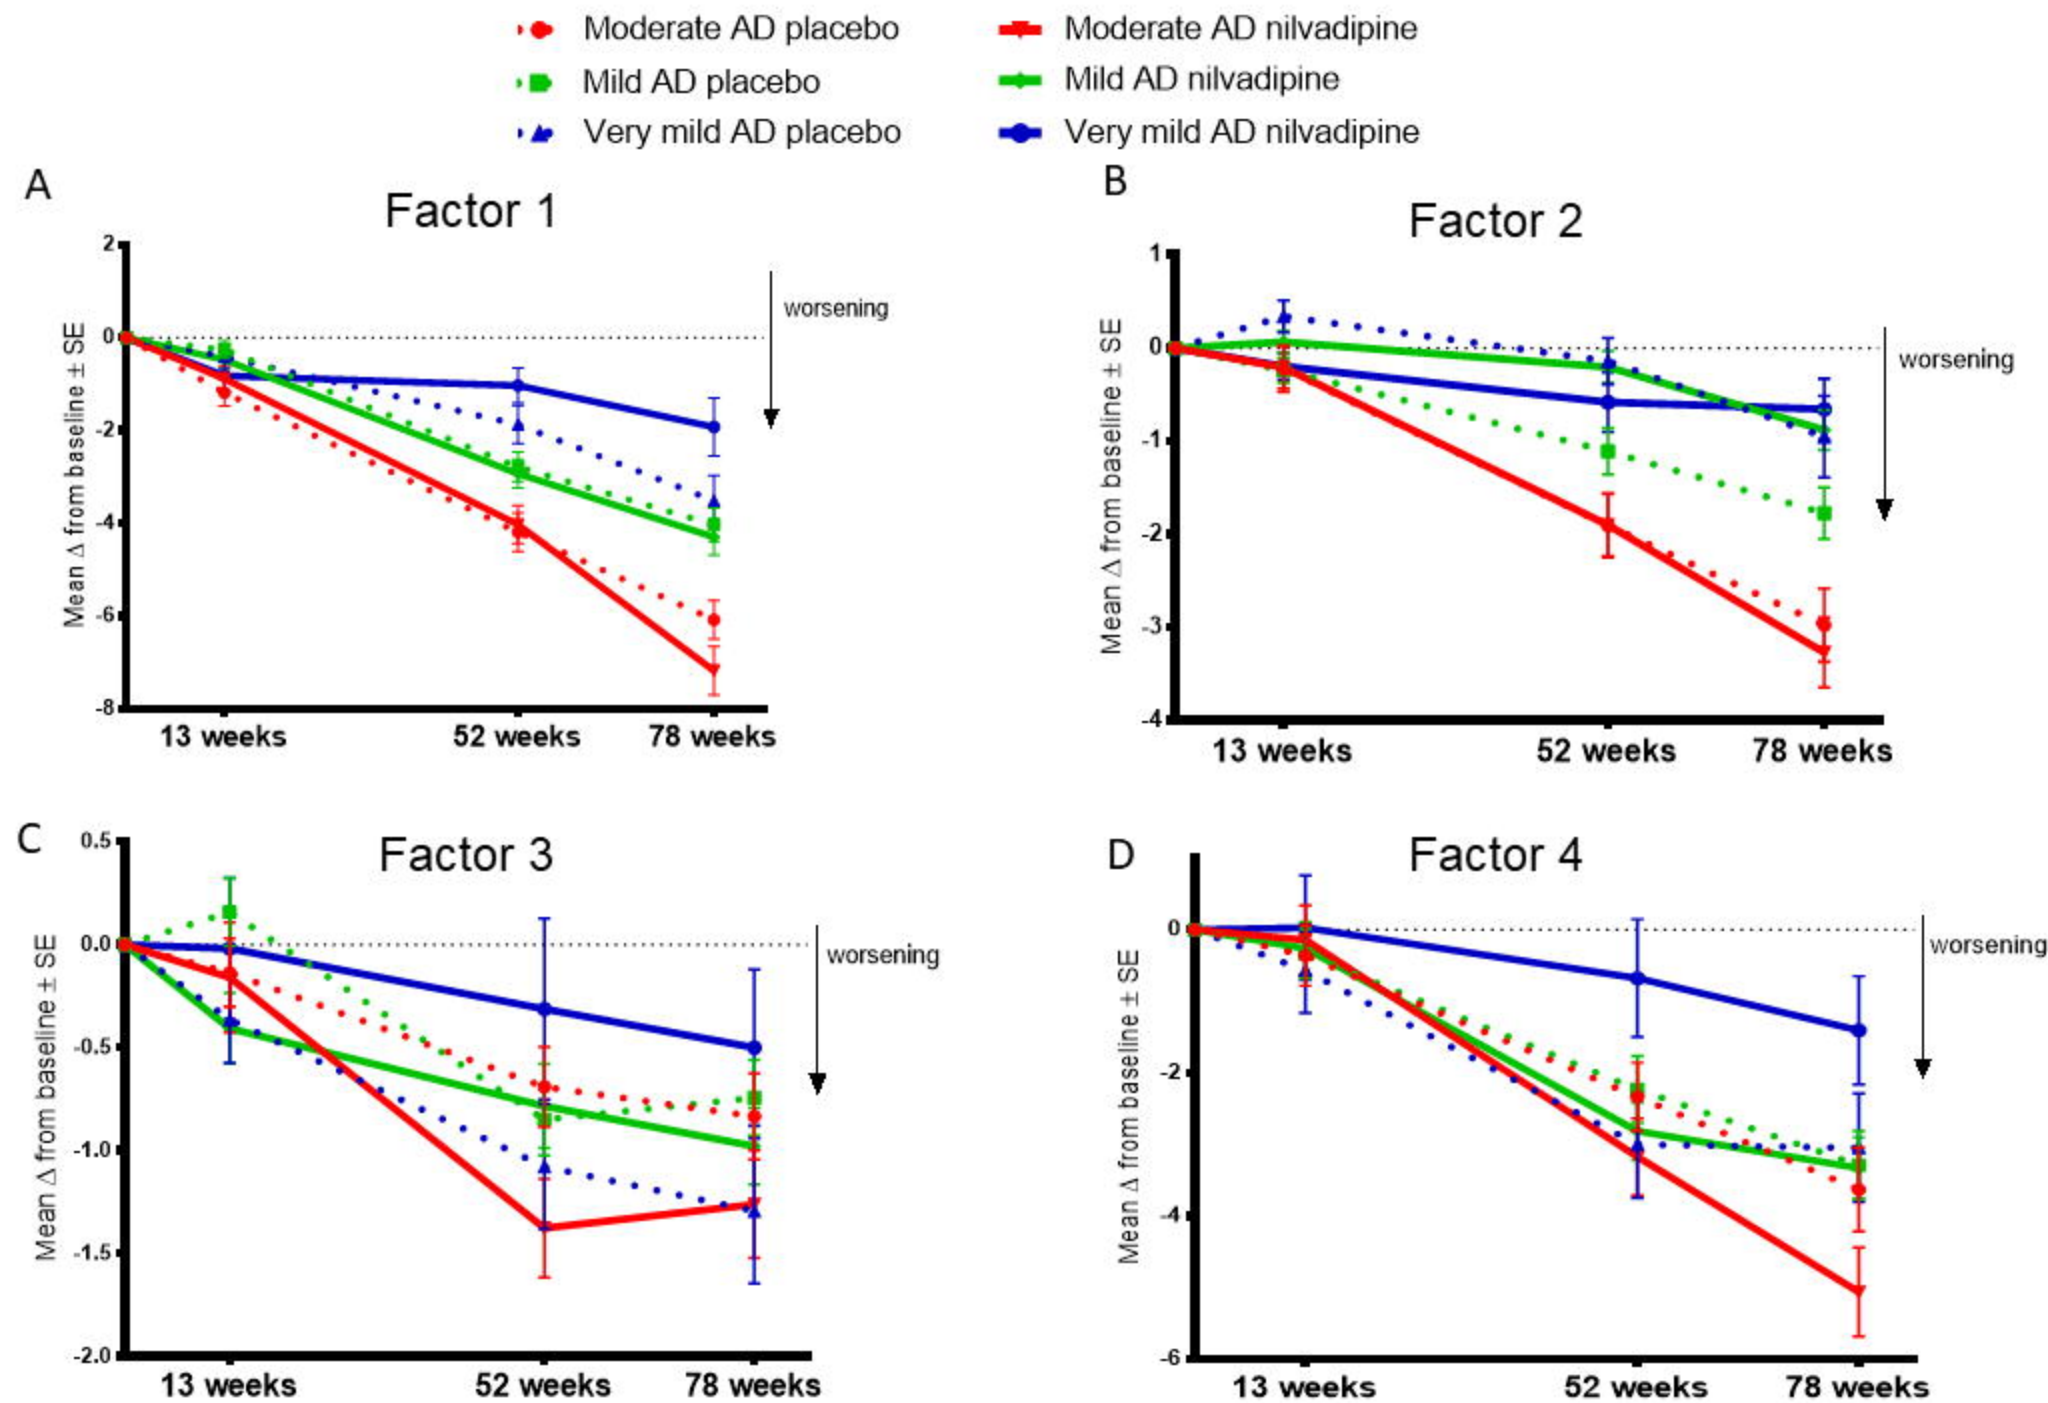 Moderate AD placebo
Moderate AD nilvadipine
Mild AD placebo
Mild AD nilvadipine
Very mild AD placebo
Very mild AD nilvadipine
A
Factor 1
2
0
-2
-4
-6
-8
Mean Δ from baseline ± SE
worsening
13 weeks
52 weeks
78 weeks
B
Factor 2
1
0
-1
-2
-3
-4
Mean Δ from baseline ± SE
worsening
13 weeks
52 weeks
78 weeks
C
Factor 3
0.5
0.0
-0.5
-1.0
-1.5
-2.0
Mean Δ from baseline ± SE
worsening
13 weeks
52 weeks
78 weeks
D
Factor 4
0
-2
-4
-6
Mean Δ from baseline ± SE
worsening
13 weeks
52 weeks
78 weeks